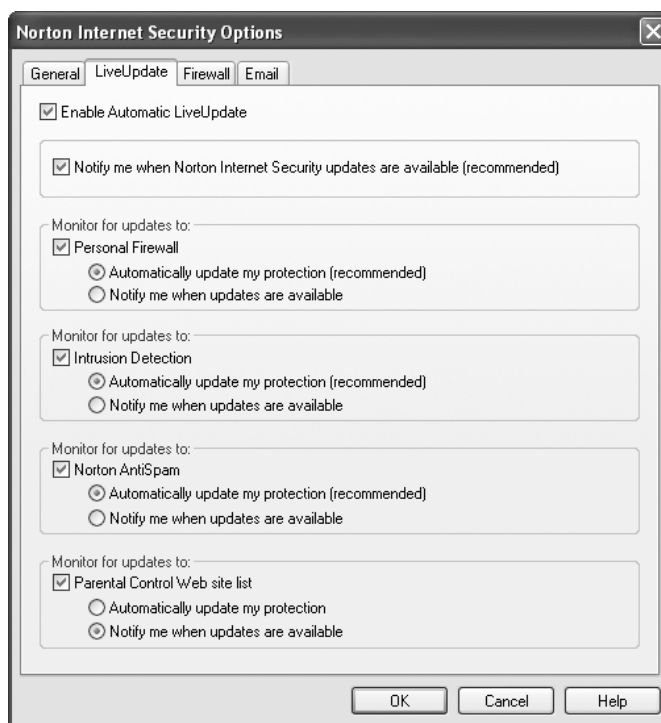 Norton Internet Security Options
General LiveUpdate Firewall Email
Enable Automatic LiveUpdate
Notify me when Norton Internet Security updates are available (recommended)
Monitor for updates to:
Personal Firewall
Automatically update my protection (recommended)
Notify me when updates are available
Monitor for updates to:
Intrusion Detection
Automatically update my protection (recommended)
Notify me when updates are available
Monitor for updates to:
Norton AntiSpam
Automatically update my protection (recommended)
Notify me when updates are available
Monitor for updates to:
Parental Control Web site list
Automatically update my protection
Notify me when updates are available
OK Cancel Help